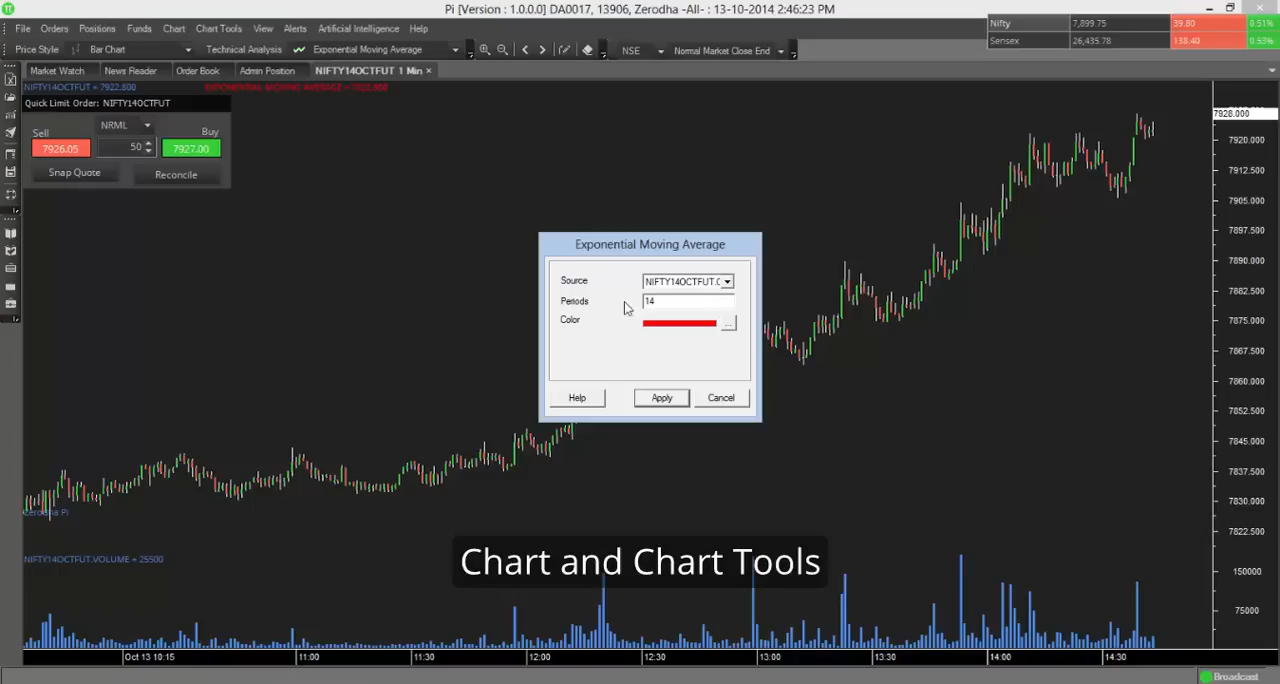 Pi [Version : 1.0.0.0] DA0017, 13906, Zerodha -All- : 13-10-2014 2:46:23 PM
File Orders Positions Funds Chart Chart Tools View Alerts Artificial Intelligence Help
Nifty 7,899.75 39.80 0.51%
Sensex 26,435.78 138.40 0.53%
Price Style Bar Chart Technical Analysis Exponential Moving Average NSE Normal Market Close End
Market Watch News Reader Order Book Admin Position NIFTY14OCTFUT 1 Min ×
NIFTY14OCTFUT = 7922.800 EXPONENTIAL MOVING AVERAGE = 7922.800
Quick Limit Order: NIFTY14OCTFUT
NRML
Sell Buy
7926.05 50 7927.00
Snap Quote Reconcile
Exponential Moving Average
Source NIFTY14OCTFUT.
Periods 14
Color ...
Help Apply Cancel
7928.000
7920.000
7912.500
7905.000
7897.500
7890.000
7882.500
7875.000
7867.500
7860.000
7852.500
7845.000
7837.500
7830.000
7822.500
Zerodha Pi
NIFTY14OCTFUT.VOLUME = 25500
150000
75000
Chart and Chart Tools
Oct 13 10:15 11:00 11:30 12:00 12:30 13:00 13:30 14:00 14:30
Broadcast